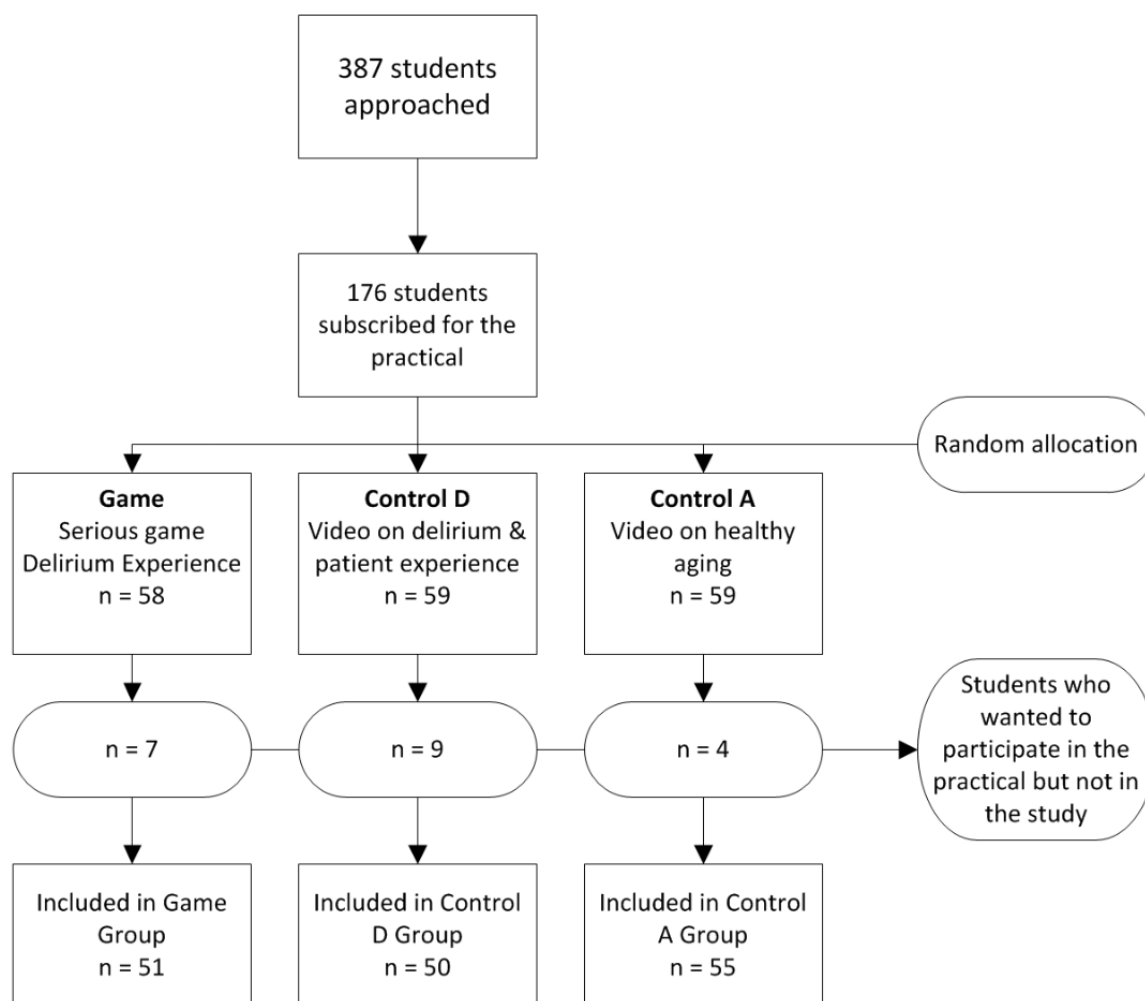 387 students
approached
176 students
subscribed for the
practical
Random allocation
Game
Serious game
Delirium Experience
n = 58
Control D
Video on delirium &
patient experience
n = 59
Control A
Video on healthy
aging
n = 59
n = 7
n = 9
n = 4
Students who
wanted to
participate in the
practical but not in
the study
Included in Game
Group
n = 51
Included in Control
D Group
n = 50
Included in Control
A Group
n = 55